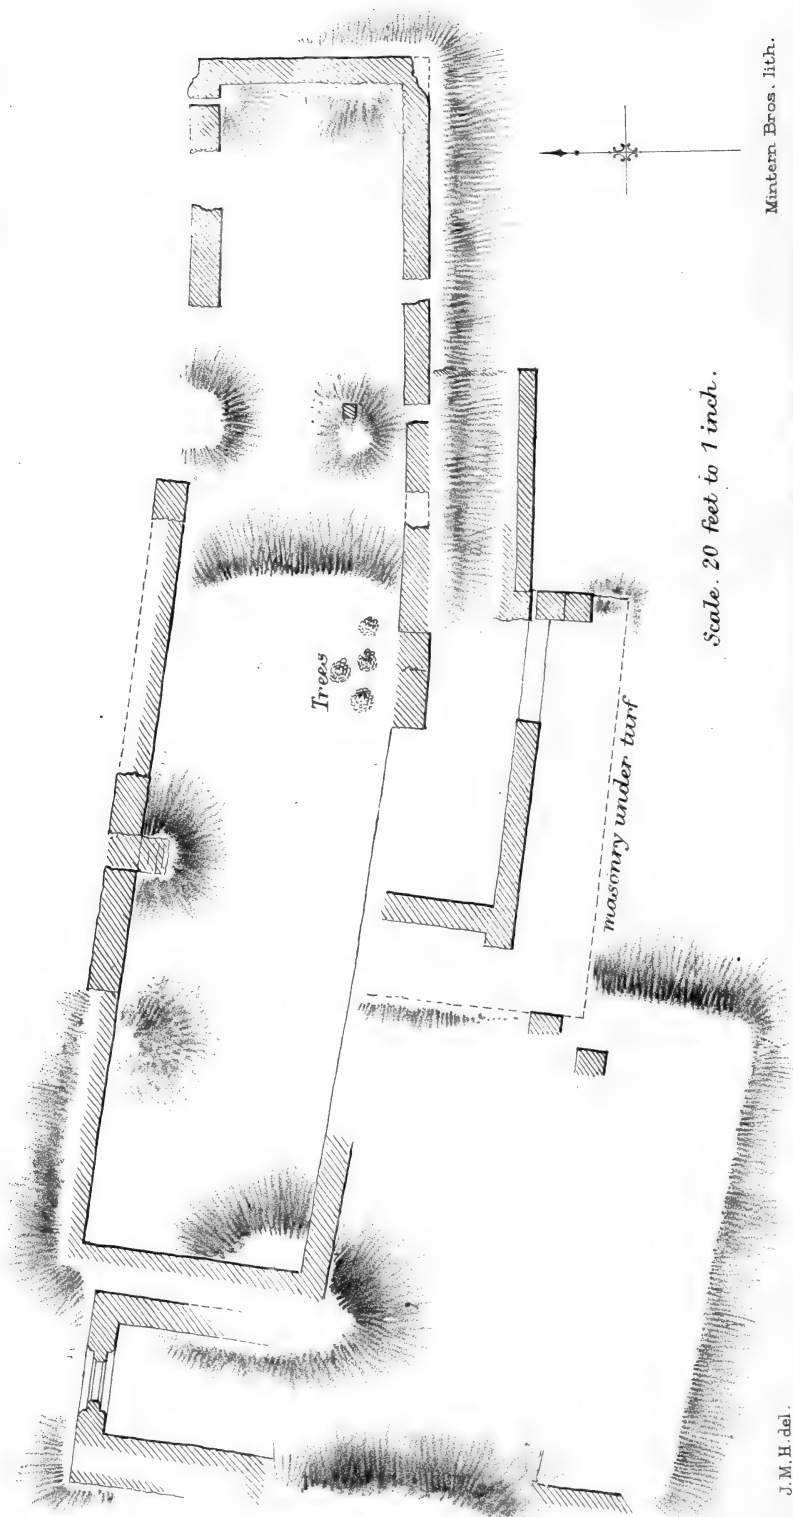 Trees
masonry under turf
Scale. 20 feet to 1 inch.
J. M. H. del.
Mintern Bros. lith.